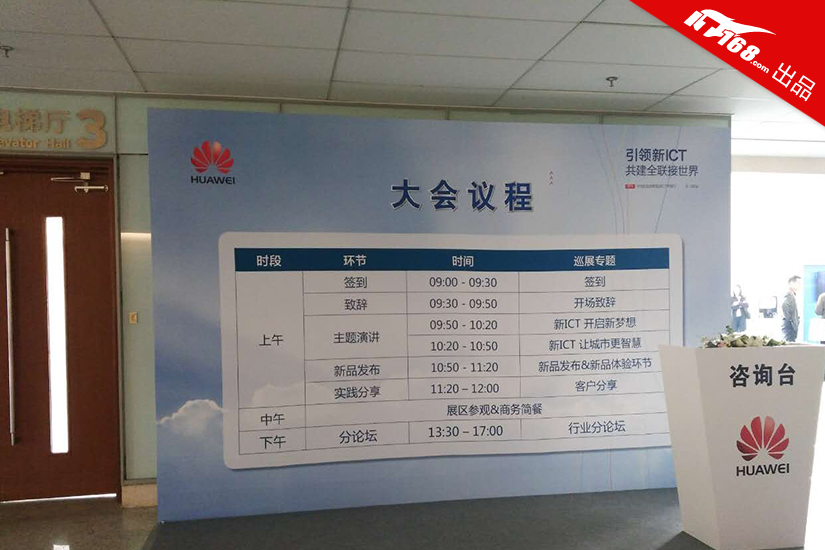 iT168.com 出品
电梯厅 3
Elevator Hall
HUAWEI
引领新ICT
共建全联接世界
大会议程
时段 环节 时间 巡展专题
上午 签到 09:00 - 09:30 签到
致辞 09:30 - 09:50 开场致辞
主题演讲 09:50 - 10:20 新ICT 开启新梦想
10:20 - 10:50 新ICT 让城市更智慧
新品发布 10:50 - 11:20 新品发布&新品体验环节
实践分享 11:20 - 12:00 客户分享
中午 展区参观&商务简餐
下午 分论坛 13:30 – 17:00 行业分论坛
咨询台
HUAWEI